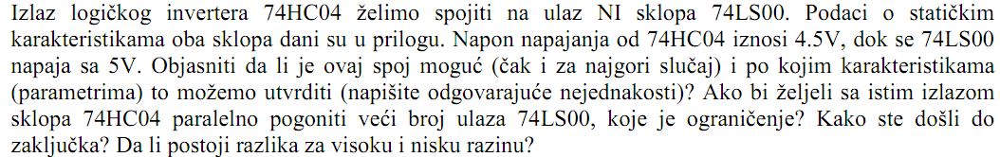 Izlaz logičkog invertera 74HC04 želimo spojiti na ulaz NI sklopa 74LS00. Podaci o statičkim
karakteristikama oba sklopa dani su u prilogu. Napon napajanja od 74HC04 iznosi 4.5V, dok se 74LS00
napaja sa 5V. Objasniti da li je ovaj spoj moguć (čak i za najgori slučaj) i po kojim karakteristikama
(parametrima) to možemo utvrditi (napišite odgovarajuće nejednakosti)? Ako bi željeli sa istim izlazom
sklopa 74HC04 paralelno pogoniti veći broj ulaza 74LS00, koje je ograničenje? Kako ste došli do
zaključka? Da li postoji razlika za visoku i nisku razinu?